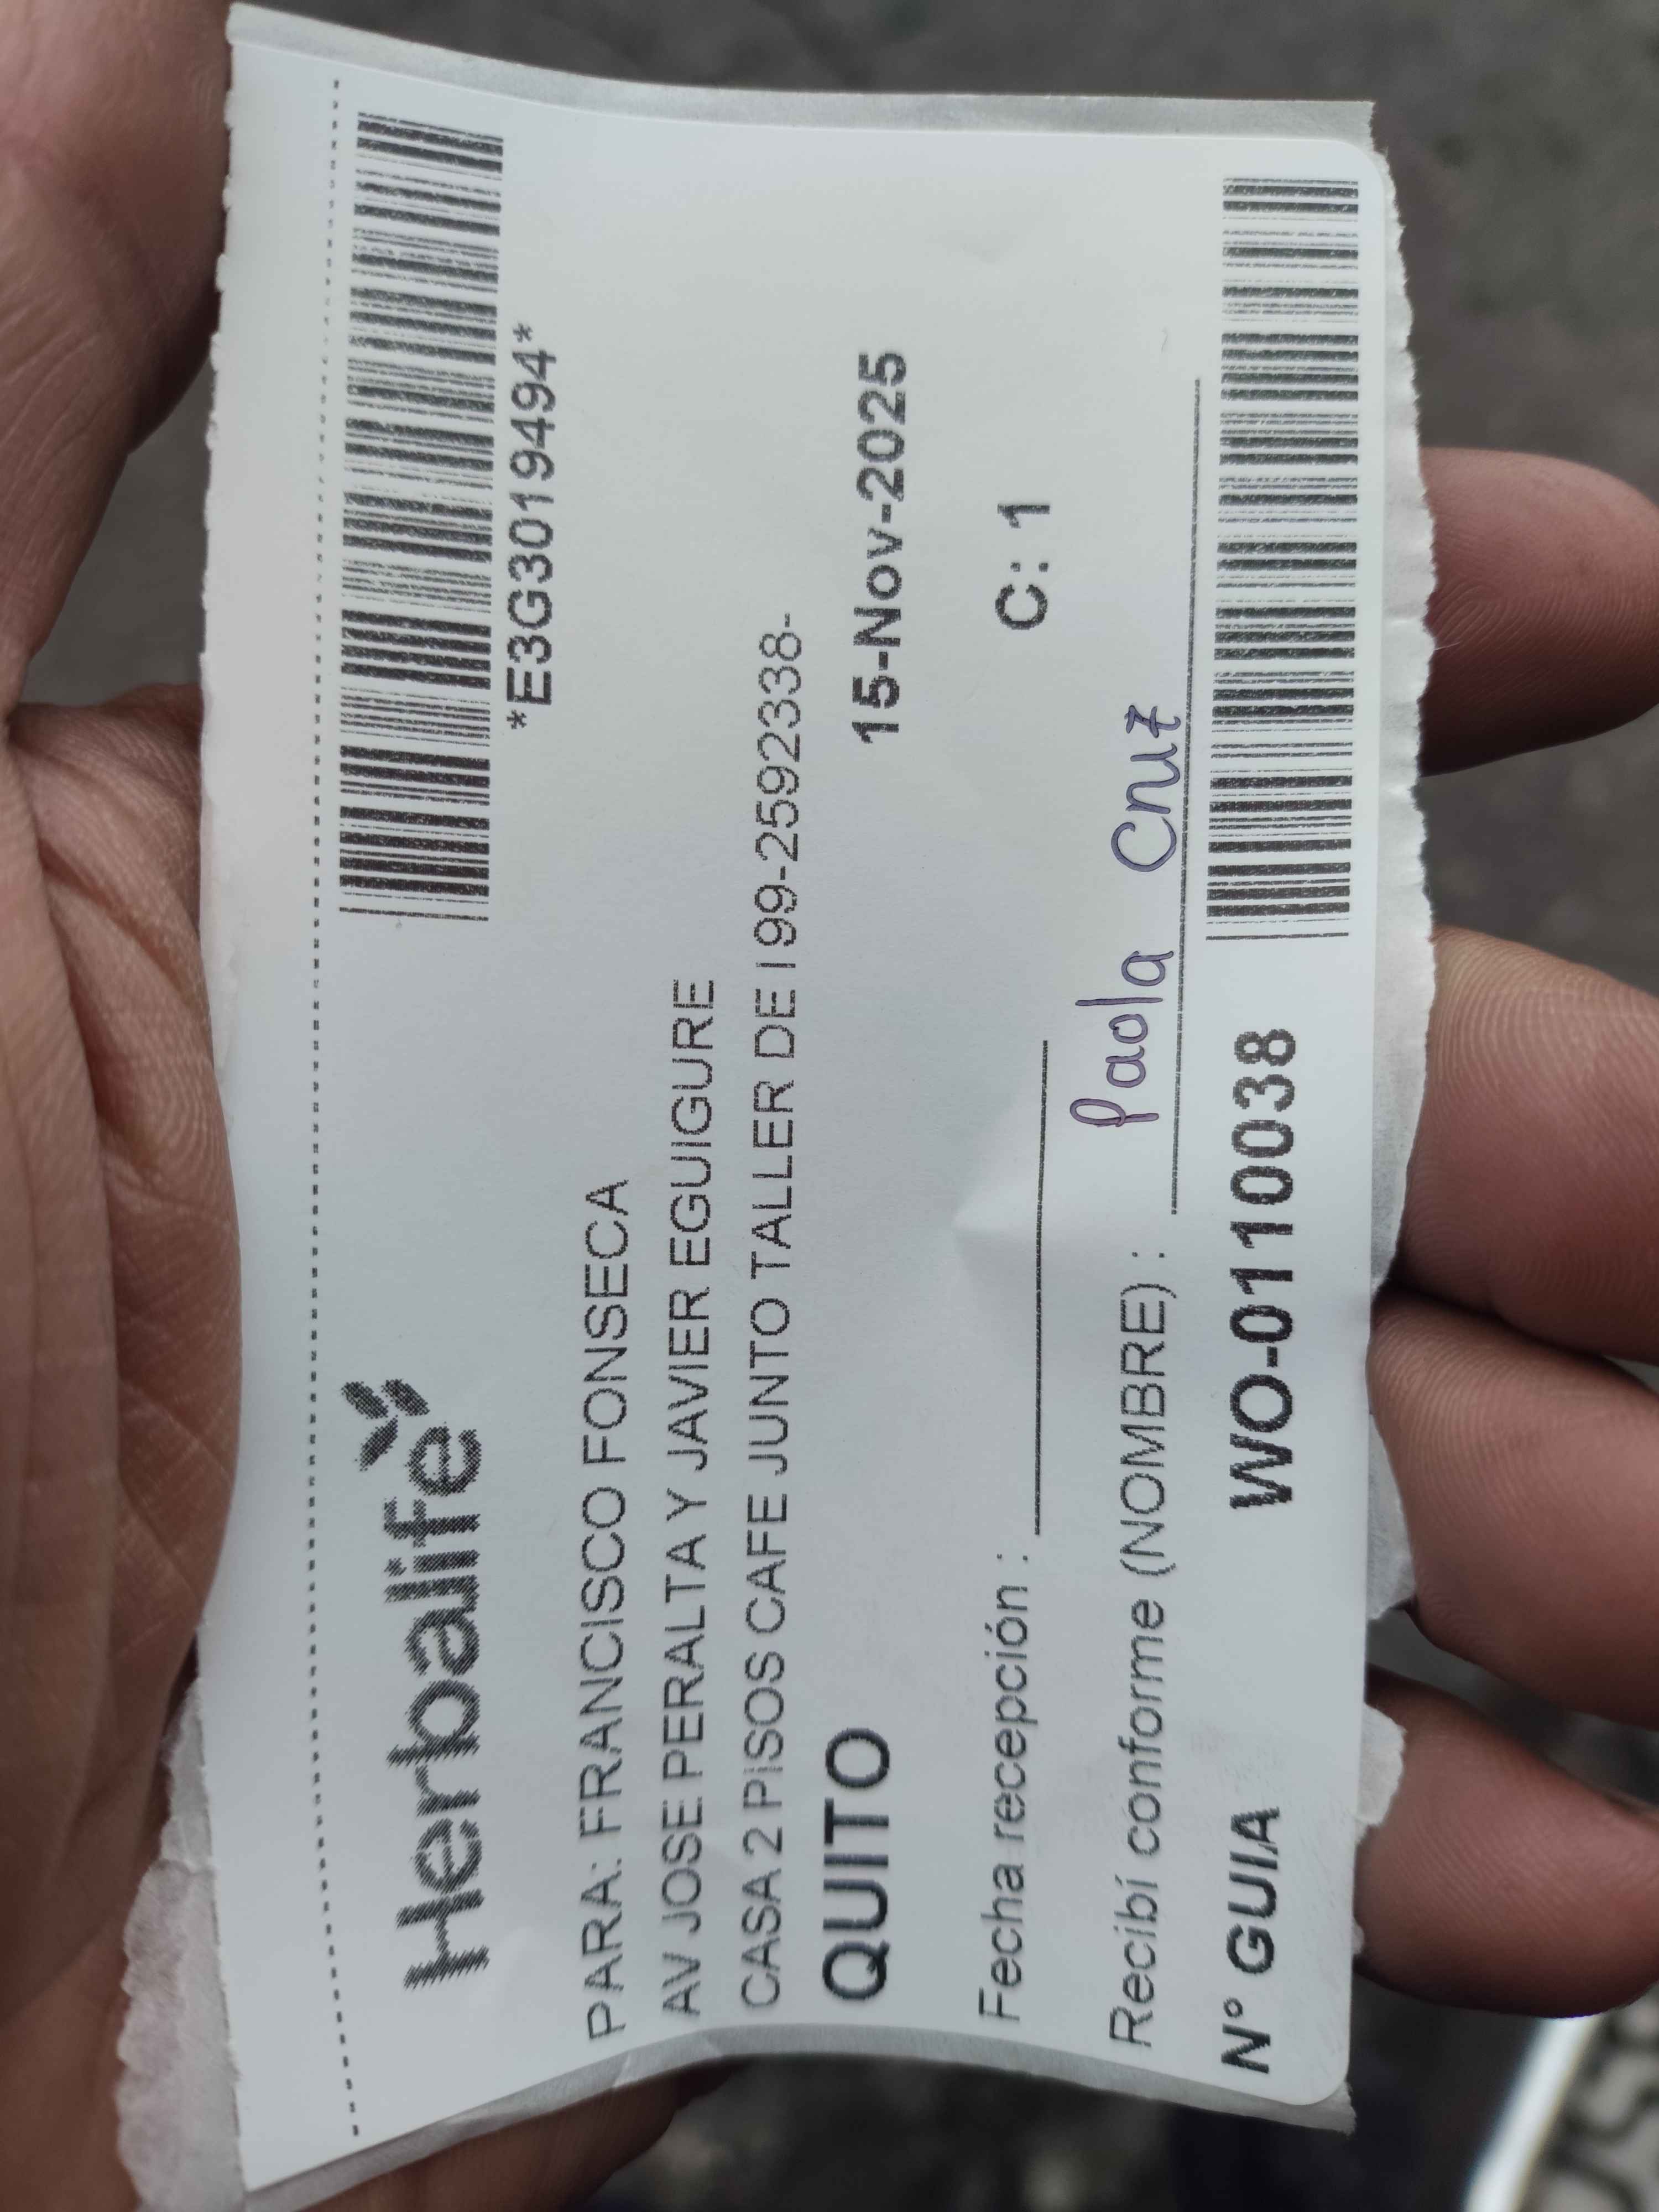 Herbalife
*E3G3019494*
PARA: FRANCISCO FONSECA
AV JOSE PERALTA Y JAVIER EGUIGURE
CASA 2 PISOS CAFE JUNTO TALLER DE I 99-2592338-
QUITO 15-Nov-2025
Fecha recepción : C: 1
Recibí conforme (NOMBRE) : Paola Cruz
N° GUIA WO-0110038